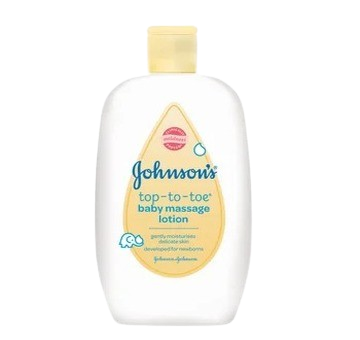 Johnson's
top-to-toe®
baby massage
lotion
gently moisturises
delicate skin
developed for newborns
Johnson & Johnson